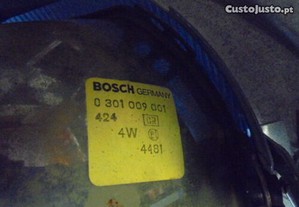 CustoJusto.pt
BOSCH GERMANY
0 301 009 001
424
4W
4481